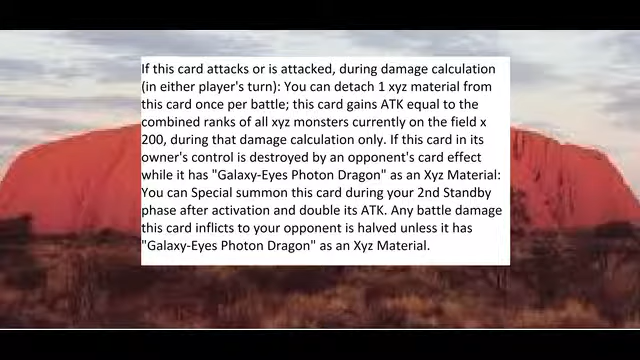 If this card attacks or is attacked, during damage calculation
(in either player's turn): You can detach 1 xyz material from
this card once per battle; this card gains ATK equal to the
combined ranks of all xyz monsters currently on the field x
200, during that damage calculation only. If this card in its
owner's control is destroyed by an opponent's card effect
while it has "Galaxy-Eyes Photon Dragon" as an Xyz Material:
You can Special summon this card during your 2nd Standby
phase after activation and double its ATK. Any battle damage
this card inflicts to your opponent is halved unless it has
"Galaxy-Eyes Photon Dragon" as an Xyz Material.